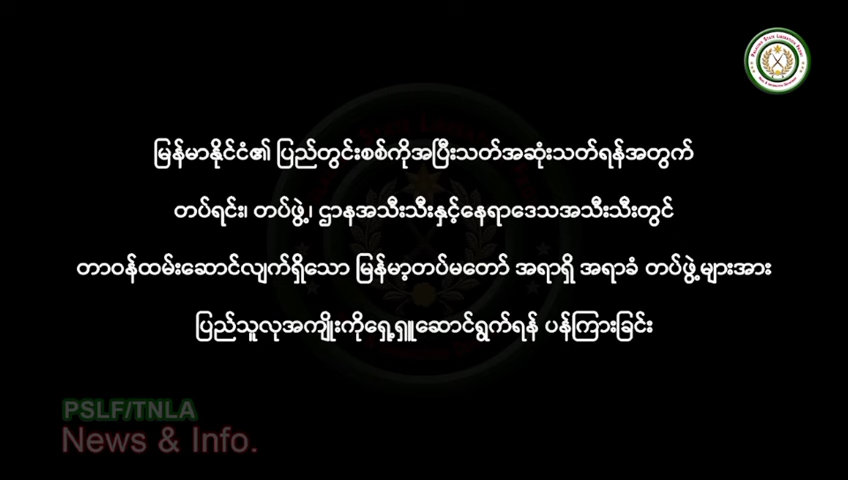 မြန်မာနိုင်ငံ၏ ပြည်တွင်းစစ်ကိုအပြီးသတ်အဆုံးသတ်ရန်အတွက်
တပ်ရင်း၊ တပ်ဖွဲ့၊ ဌာနအသီးသီးနှင့်နေရာဒေသအသီးသီးတွင်
တာဝန်ထမ်းဆောင်လျက်ရှိသော မြန်မာ့တပ်မတော် အရာရှိ အရာခံ တပ်ဖွဲ့များအား
ပြည်သူလုအကျိုးကိုရှေ့ရှူဆောင်ရွက်ရန် ပန်ကြားခြင်း
PSLF/TNLA
News & Info.